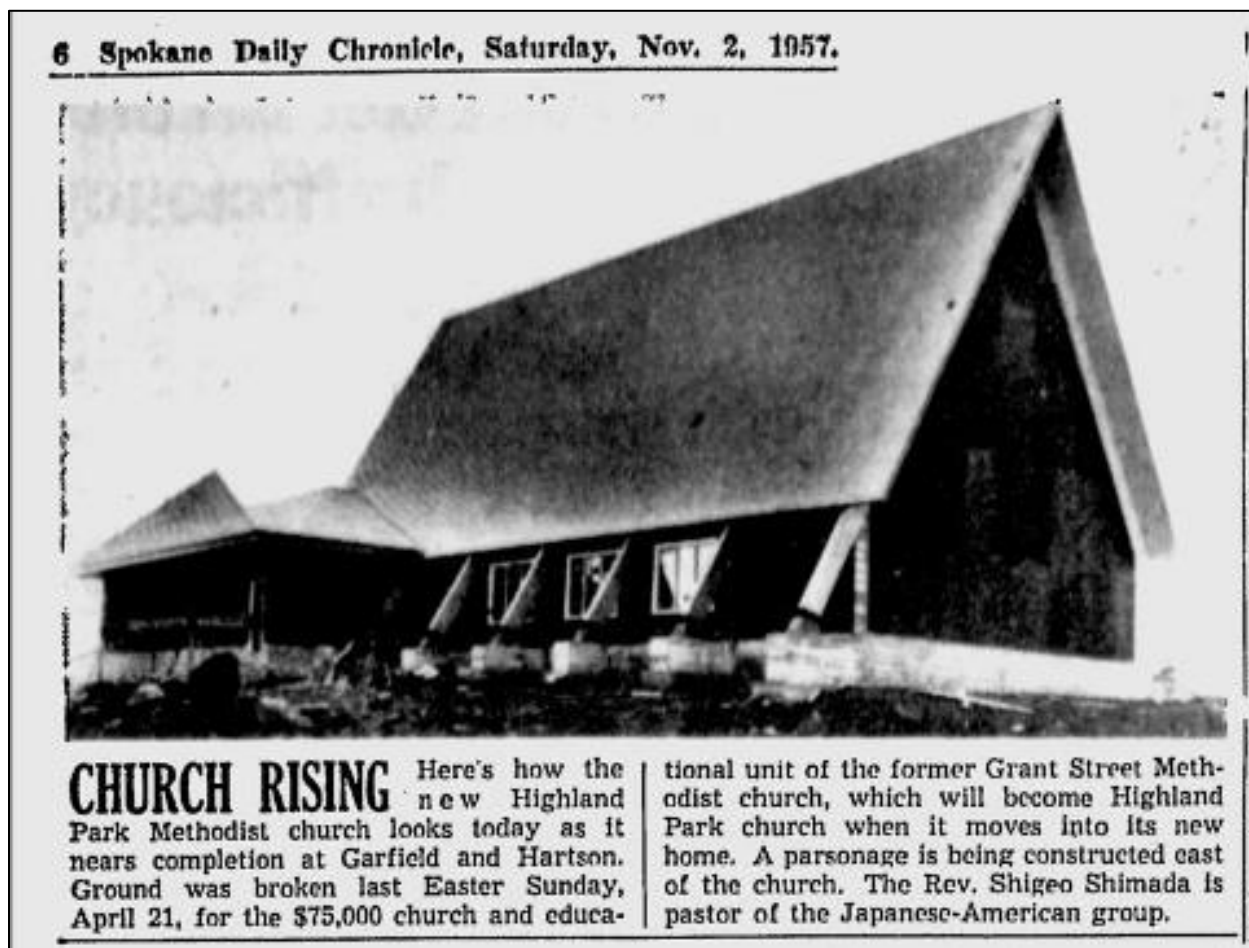 6 Spokane Daily Chronicle, Saturday, Nov. 2, 1957.
CHURCH RISING Here's how the
new Highland
Park Methodist church looks today as it
nears completion at Garfield and Hartson.
Ground was broken last Easter Sunday,
April 21, for the $75,000 church and educa-
tional unit of the former Grant Street Meth-
odist church, which will become Highland
Park church when it moves into its new
home. A parsonage is being constructed east
of the church. The Rev. Shigeo Shimada is
pastor of the Japanese-American group.